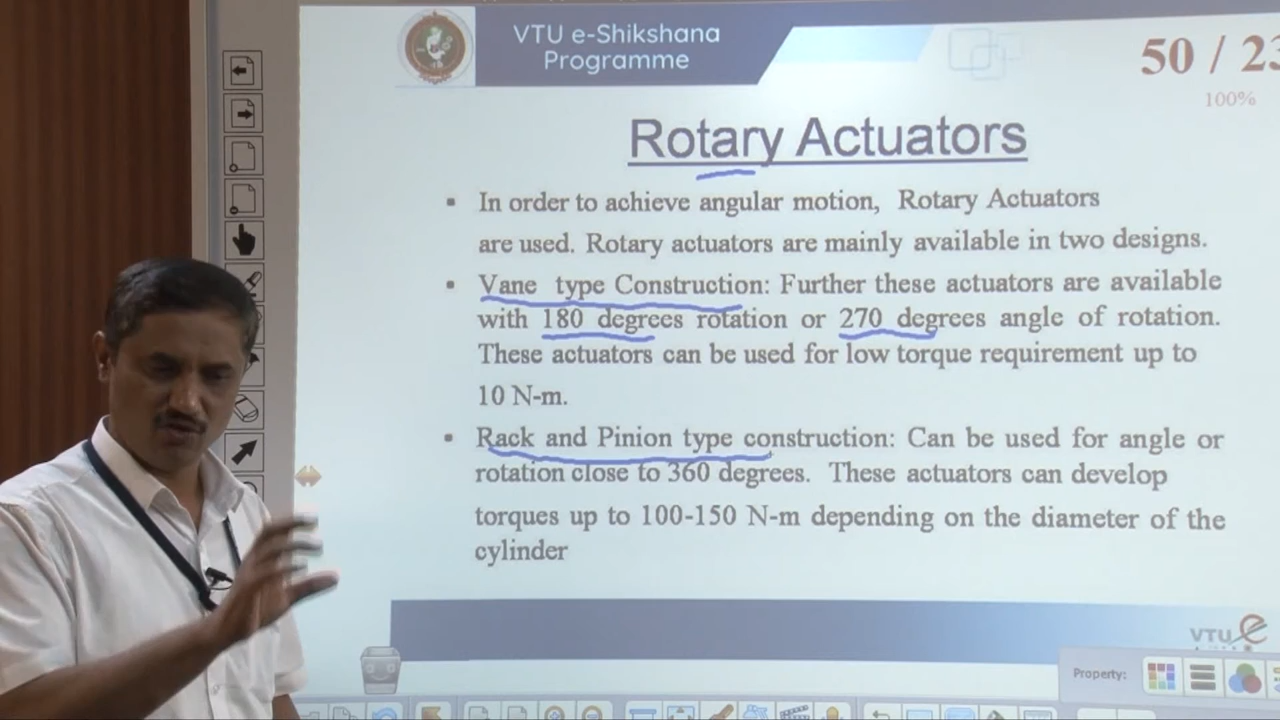 VTU e-Shikshana
Programme
50 / 23
100%
Rotary Actuators
▪ In order to achieve angular motion, Rotary Actuators
are used. Rotary actuators are mainly available in two designs.
▪ Vane type Construction: Further these actuators are available
with 180 degrees rotation or 270 degrees angle of rotation.
These actuators can be used for low torque requirement up to
10 N-m.
▪ Rack and Pinion type construction: Can be used for angle or
rotation close to 360 degrees. These actuators can develop
torques up to 100-150 N-m depending on the diameter of the
cylinder
VTU e
Property: